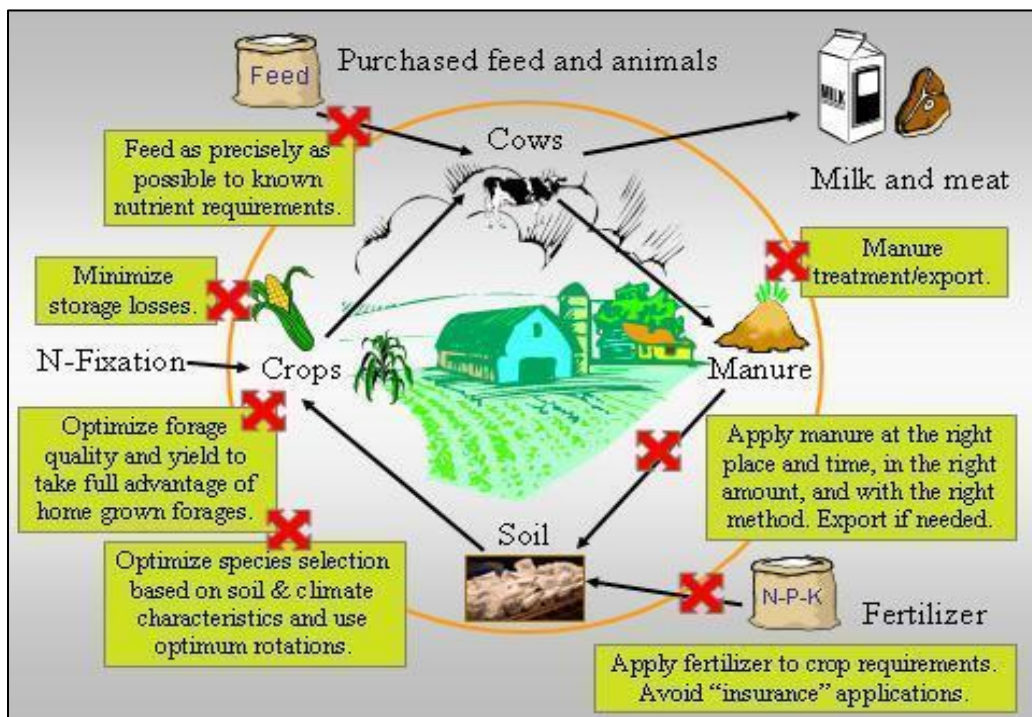 Feed
Purchased feed and animals
MILK
Cows
Feed as precisely as
possible to known
nutrient requirements.
Milk and meat
Minimize
storage losses.
Manure
treatment/export.
N-Fixation
Crops
Manure
Optimize forage
quality and yield to
take full advantage of
home grown forages.
Apply manure at the right
place and time, in the right
amount, and with the right
method. Export if needed.
Soil
Optimize species selection
based on soil & climate
characteristics and use
optimum rotations.
N-P-K
Fertilizer
Apply fertilizer to crop requirements.
Avoid “insurance” applications.